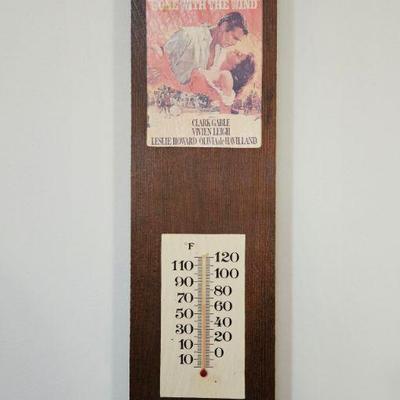 GONE WITH THE WIND
CLARK GABLE
VIVIEN LEIGH
LESLIE HOWARD OLIVIA de HAVILLAND
°F
120
110
100
90
80
70
60
50
40
30
20
10
0
10